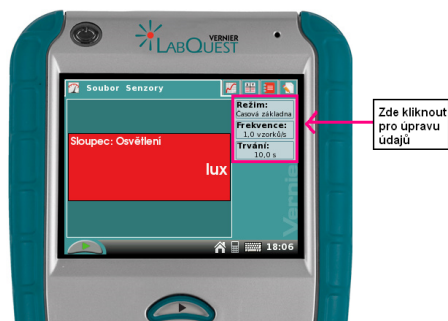 VERNIER
LABQUEST
Soubor Senzory
Režim:
Časová základna
Frekvence:
1,0 vzorků/s
Trvání:
10,0 s
Sloupec: Osvětlení
lux
Vernier
18:06
Zde kliknout
pro úpravu
údajů